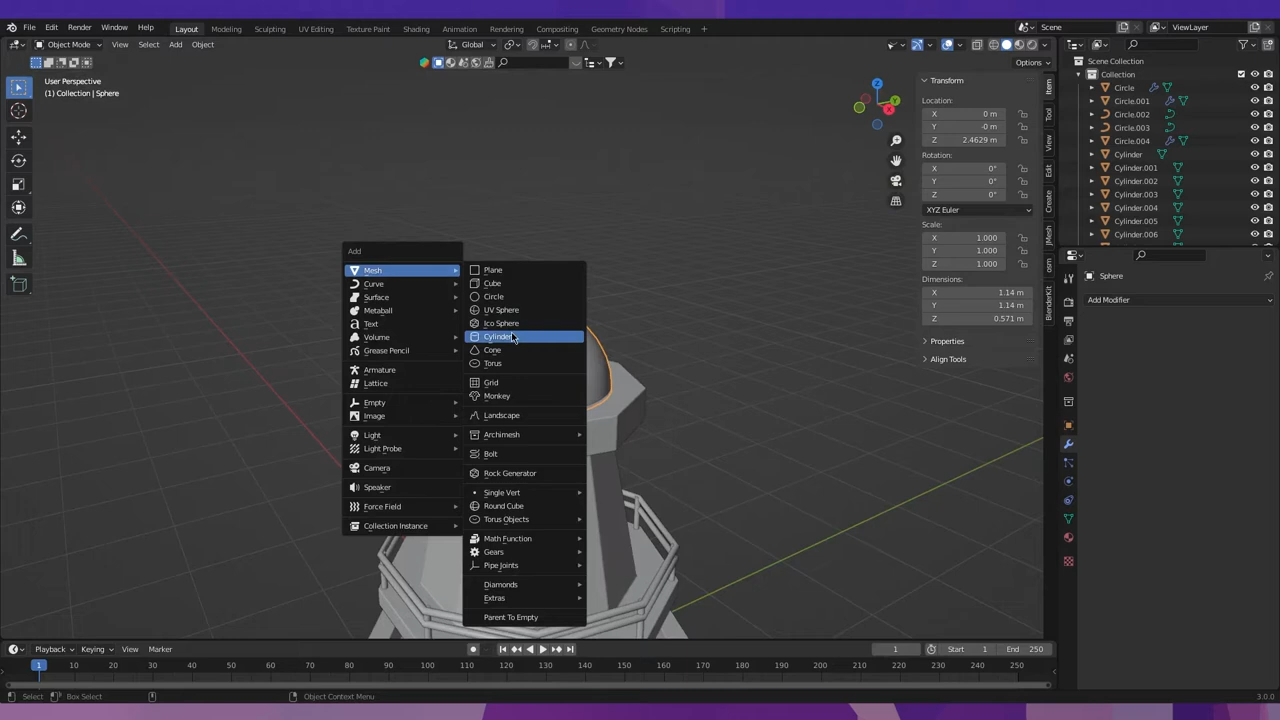 File Edit Render Window Help Layout Modeling Sculpting UV Editing Texture Paint Shading Animation Rendering Compositing Geometry Nodes Scripting + Scene ViewLayer
Object Mode View Select Add Object Global
Options
User Perspective
(1) Collection | Sphere
Z
Y
X
Transform
Location:
X 0 m
Y -0 m
Z 2.4629 m
Rotation:
X 0°
Y 0°
Z 0°
XYZ Euler
Scale:
X 1.000
Y 1.000
Z 1.000
Dimensions:
X 1.14 m
Y 1.14 m
Z 0.571 m
Properties
Align Tools
Item
Tool
View
Edit
Create
JMesh
osm
BlenderKit
Scene Collection
Collection
Circle
Circle.001
Circle.002
Circle.003
Circle.004
Cylinder
Cylinder.001
Cylinder.002
Cylinder.003
Cylinder.004
Cylinder.005
Cylinder.006
Sphere
Add Modifier
Add
Mesh
Curve
Surface
Metaball
Text
Volume
Grease Pencil
Armature
Lattice
Empty
Image
Light
Light Probe
Camera
Speaker
Force Field
Collection Instance
Plane
Cube
Circle
UV Sphere
Ico Sphere
Cylinder
Cone
Torus
Grid
Monkey
Landscape
Archimesh
Bolt
Rock Generator
Single Vert
Round Cube
Torus Objects
Math Function
Gears
Pipe Joints
Diamonds
Extras
Parent To Empty
Playback Keying View Marker 1 Start 1 End 250
1 10 20 30 40 50 60 70 80 90 100 110 120 130 140 150 160 170 180 190 200 210 220 230 240 250
Select Box Select Object Context Menu 3.0.0